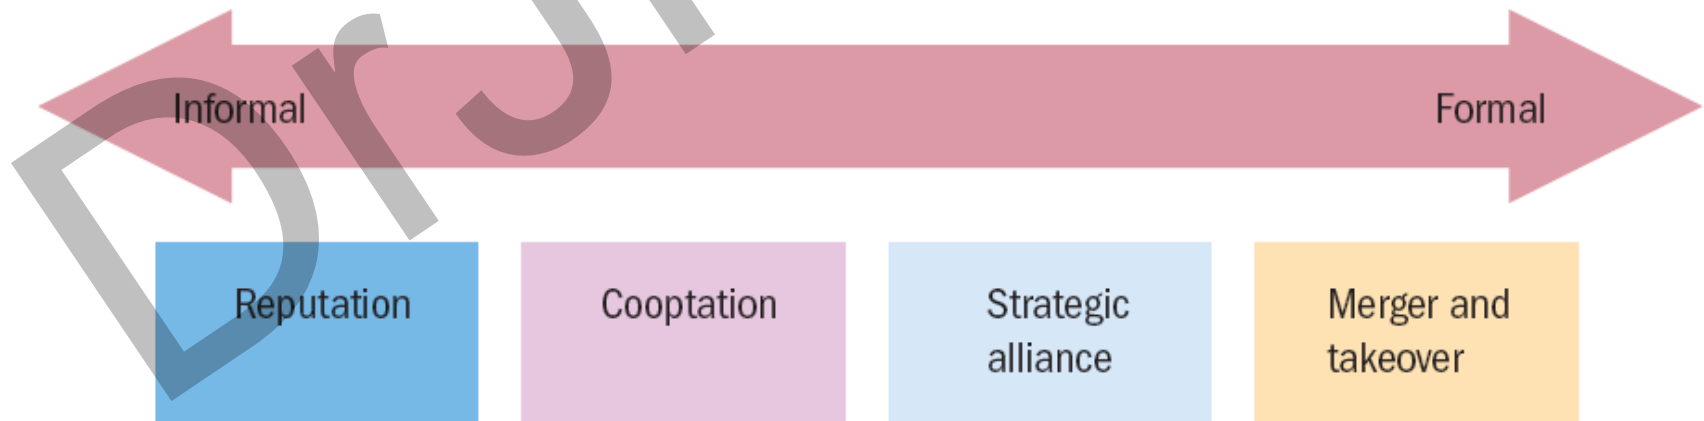 Informal
Formal
Reputation
Cooptation
Strategic
alliance
Merger and
takeover